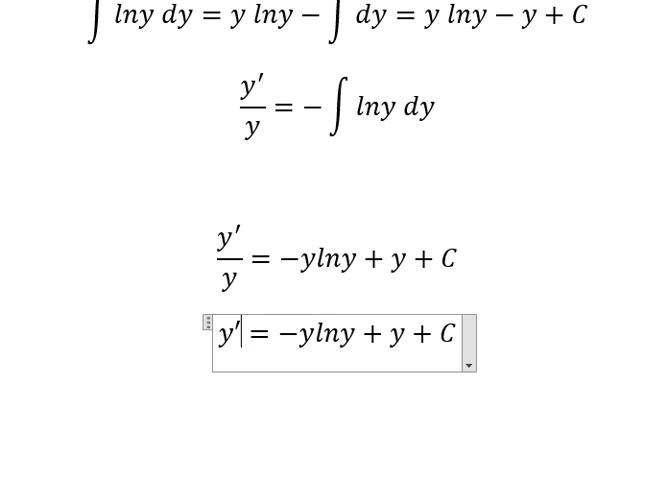 ∫ lny dy = y lny − ∫ dy = y lny − y + C
y′/y = − ∫ lny dy
y′/y = −ylny + y + C
y′ = −ylny + y + C